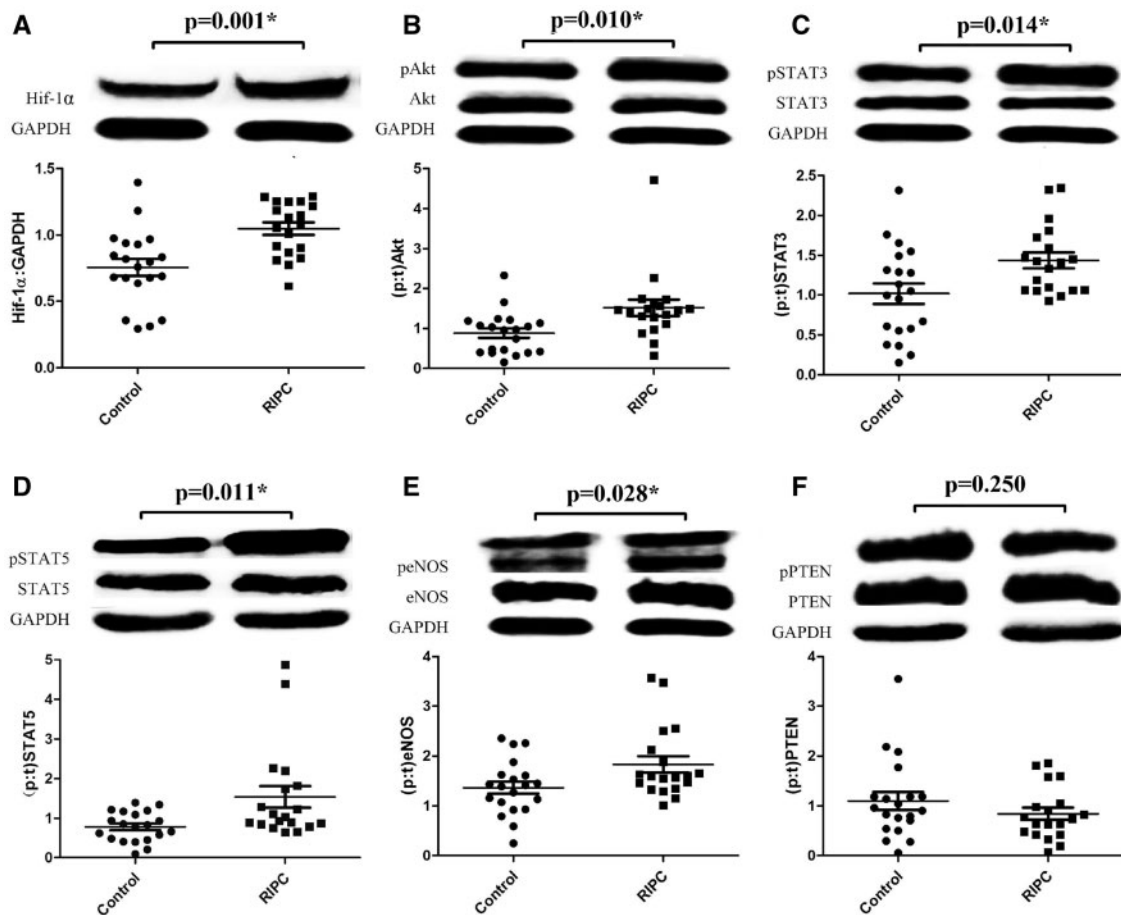 A
p=0.001*
Hif-1α
GAPDH
1.5
1.0
0.5
0.0
Hif-1α:GAPDH
Control
RIPC
B
p=0.010*
pAkt
Akt
GAPDH
5
4
3
2
1
0
(p:t)Akt
Control
RIPC
C
p=0.014*
pSTAT3
STAT3
GAPDH
2.5
2.0
1.5
1.0
0.5
0.0
(p:t)STAT3
Control
RIPC
D
p=0.011*
pSTAT5
STAT5
GAPDH
5
4
3
2
1
0
(p:t)STAT5
Control
RIPC
E
p=0.028*
peNOS
eNOS
GAPDH
4
3
2
1
0
(p:t)eNOS
Control
RIPC
F
p=0.250
pPTEN
PTEN
GAPDH
4
3
2
1
0
(p:t)PTEN
Control
RIPC